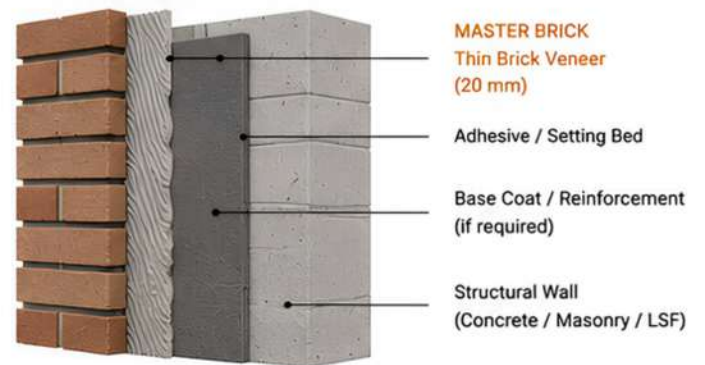 MASTER BRICK
Thin Brick Veneer
(20 mm)
Adhesive / Setting Bed
Base Coat / Reinforcement
(if required)
Structural Wall
(Concrete / Masonry / LSF)